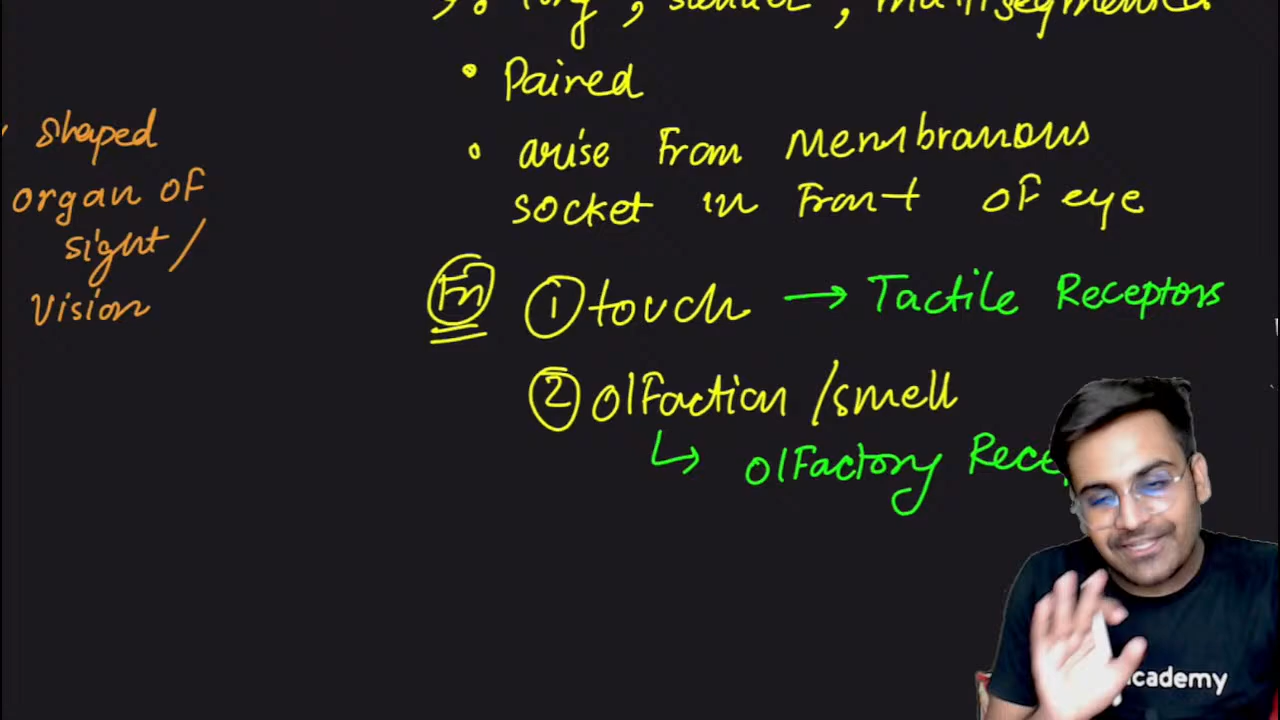 • Paired
• arise from membranous
socket in front of eye
Fn ① touch → Tactile Receptors
② olfaction / smell
↳ olfactory
shaped
organ of
sight /
Vision
cademy